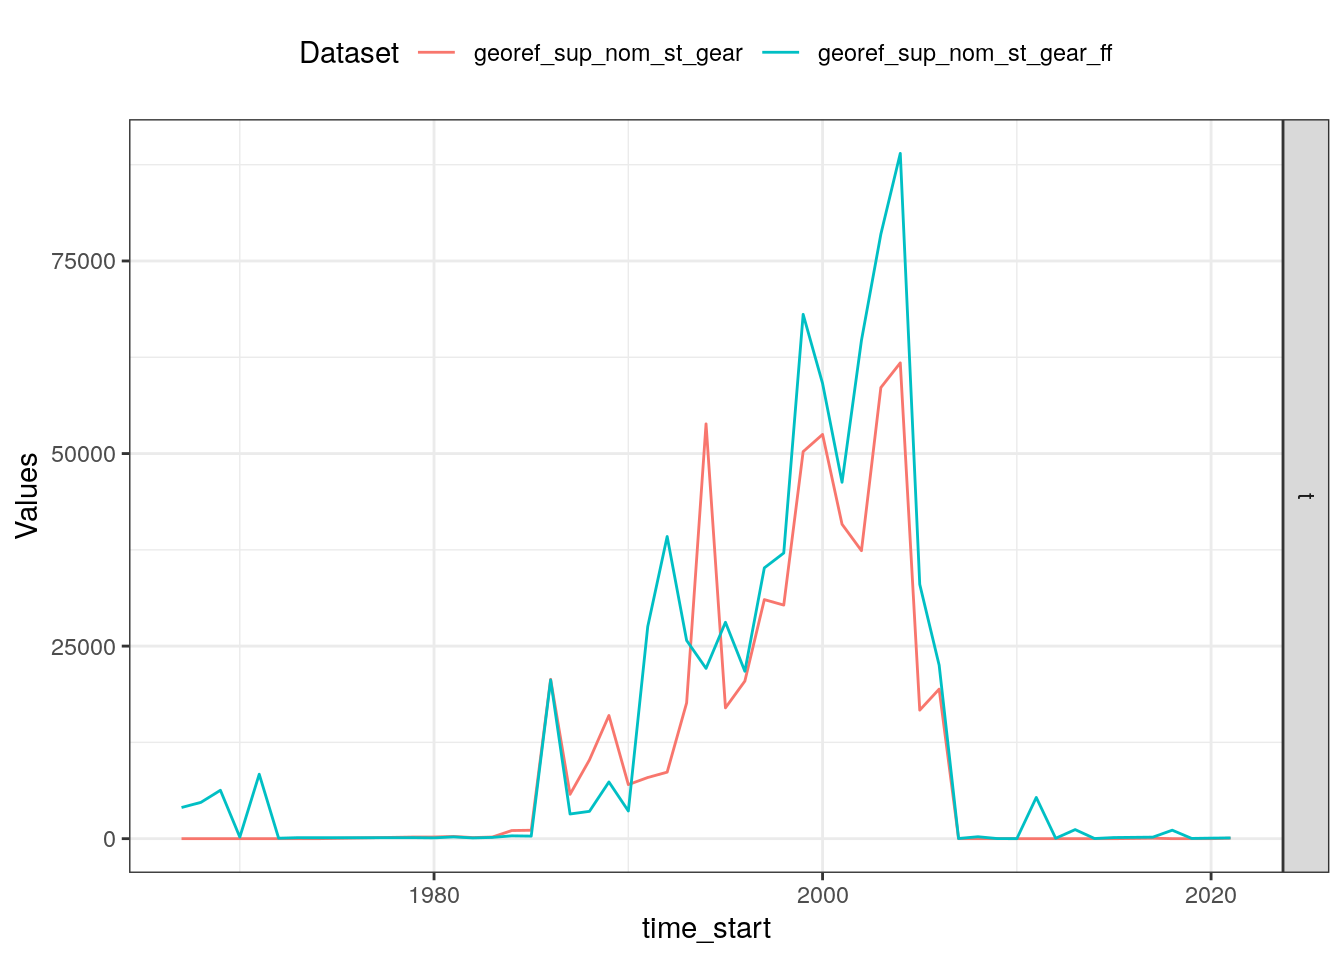 Dataset georef_sup_nom_st_gear georef_sup_nom_st_gear_ff
75000
50000
25000
0
Values
t
1980 2000 2020
time_start